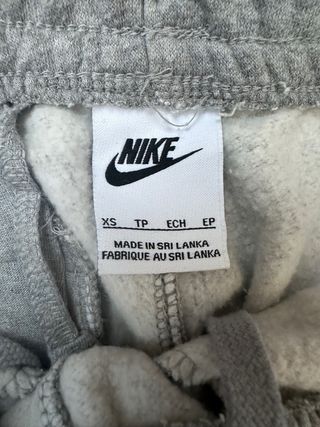 NIKE
XS TP ECH EP
MADE IN SRI LANKA
FABRIQUE AU SRI LANKA